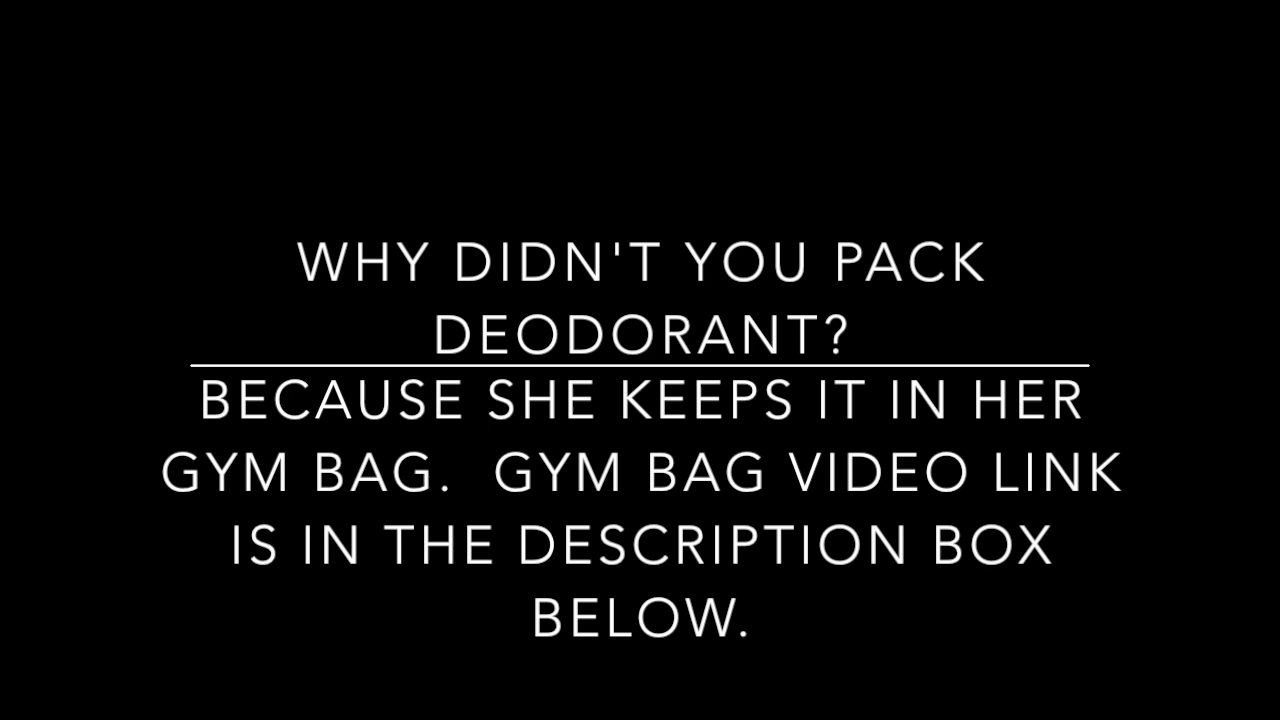 WHY DIDN'T YOU PACK
DEODORANT?
BECAUSE SHE KEEPS IT IN HER
GYM BAG.  GYM BAG VIDEO LINK
IS IN THE DESCRIPTION BOX
BELOW.